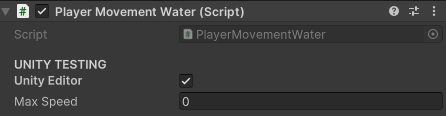 Player Movement Water (Script)
Script PlayerMovementWater
UNITY TESTING
Unity Editor
Max Speed 0